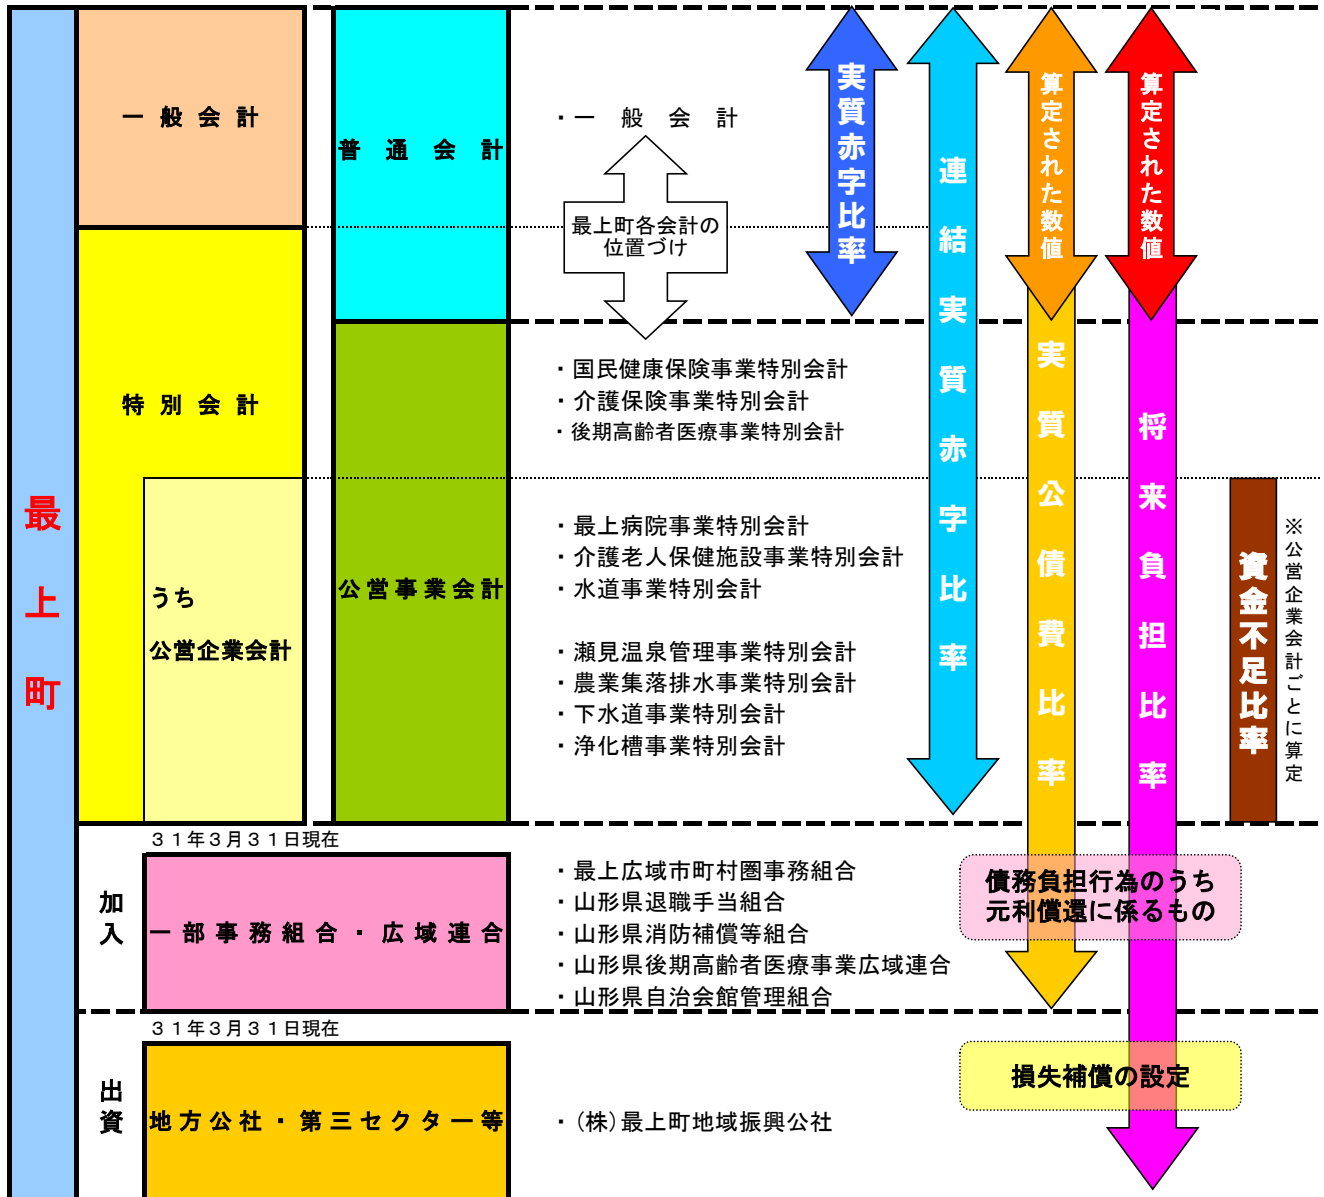 最上町
一般会計
特別会計
うち
公営企業会計
普通会計
公営事業会計
・一般会計
最上町各会計の
位置づけ
・国民健康保険事業特別会計
・介護保険事業特別会計
・後期高齢者医療事業特別会計
・最上病院事業特別会計
・介護老人保健施設事業特別会計
・水道事業特別会計
・瀬見温泉管理事業特別会計
・農業集落排水事業特別会計
・下水道事業特別会計
・浄化槽事業特別会計
実質赤字比率
連結実質赤字比率
算定された数値
実質公債費比率
算定された数値
将来負担比率
資金不足比率
※公営企業会計ごとに算定
３１年３月３１日現在
加入
一部事務組合・広域連合
・最上広域市町村圏事務組合
・山形県退職手当組合
・山形県消防補償等組合
・山形県後期高齢者医療事業広域連合
・山形県自治会館管理組合
債務負担行為のうち
元利償還に係るもの
３１年３月３１日現在
出資
地方公社・第三セクター等
・(株)最上町地域振興公社
損失補償の設定